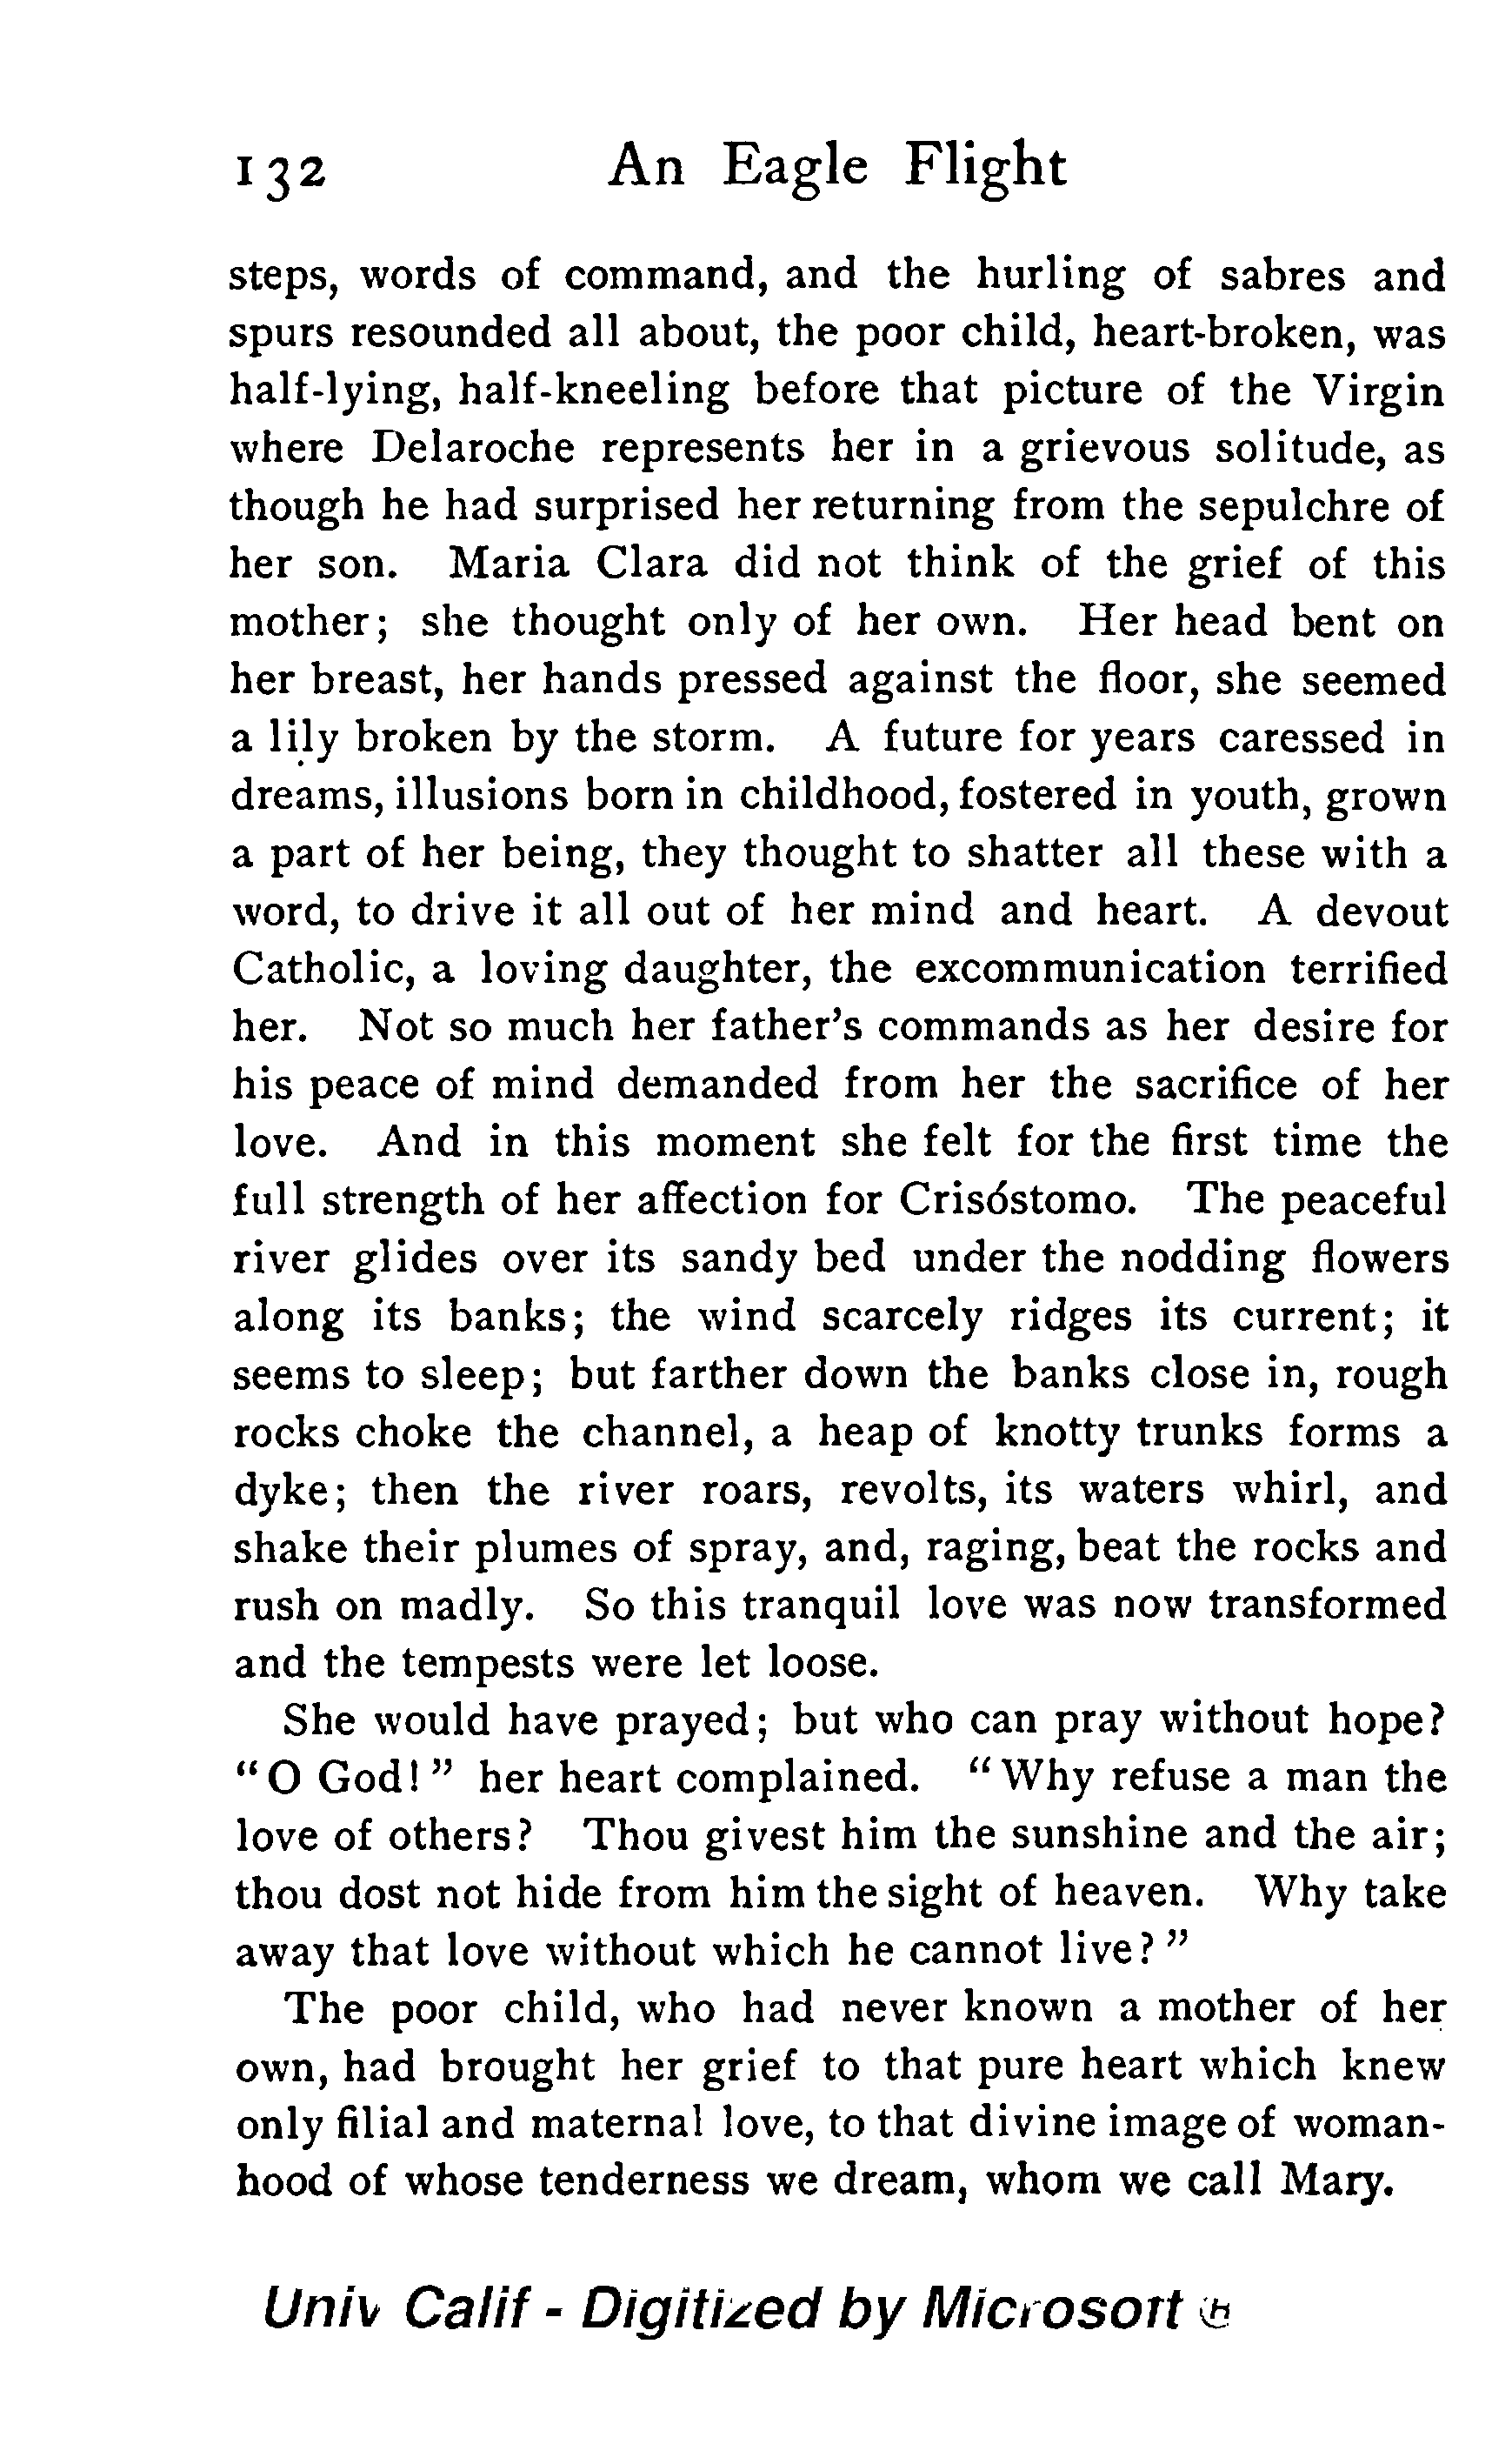 132 An Eagle Flight
steps, words of command, and the hurling of sabres and
spurs resounded all about, the poor child, heart-broken, was
half-lying, half-kneeling before that picture of the Virgin
where Delaroche represents her in a grievous solitude, as
though he had surprised her returning from the sepulchre of
her son. Maria Clara did not think of the grief of this
mother; she thought only of her own. Her head bent on
her breast, her hands pressed against the floor, she seemed
a lily broken by the storm. A future for years caressed in
dreams, illusions born in childhood, fostered in youth, grown
a part of her being, they thought to shatter all these with a
word, to drive it all out of her mind and heart. A devout
Catholic, a loving daughter, the excommunication terrified
her. Not so much her father's commands as her desire for
his peace of mind demanded from her the sacrifice of her
love. And in this moment she felt for the first time the
full strength of her affection for Crisóstomo. The peaceful
river glides over its sandy bed under the nodding flowers
along its banks; the wind scarcely ridges its current; it
seems to sleep; but farther down the banks close in, rough
rocks choke the channel, a heap of knotty trunks forms a
dyke; then the river roars, revolts, its waters whirl, and
shake their plumes of spray, and, raging, beat the rocks and
rush on madly. So this tranquil love was now transformed
and the tempests were let loose.
She would have prayed; but who can pray without hope?
"O God!" her heart complained. "Why refuse a man the
love of others? Thou givest him the sunshine and the air;
thou dost not hide from him the sight of heaven. Why take
away that love without which he cannot live?"
The poor child, who had never known a mother of her
own, had brought her grief to that pure heart which knew
only filial and maternal love, to that divine image of woman-
hood of whose tenderness we dream, whom we call Mary.
Univ Calif - Digitized by Microsoft ®